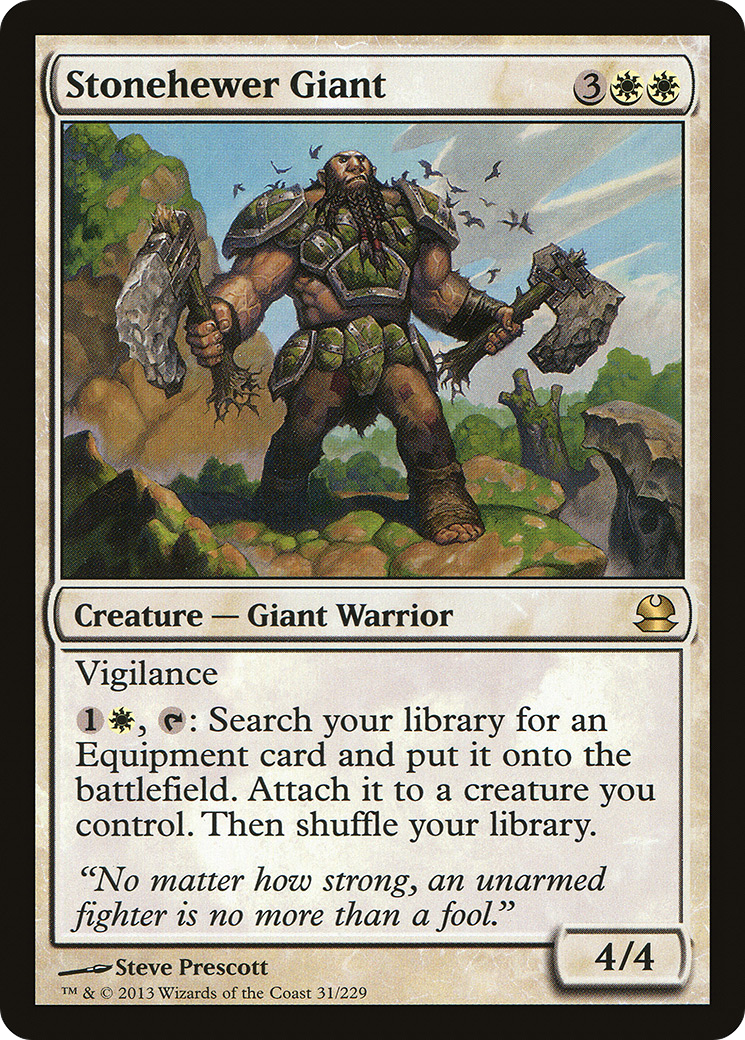 Stonehewer Giant 3
Creature — Giant Warrior
Vigilance
1, : Search your library for an
Equipment card and put it onto the
battlefield. Attach it to a creature you
control. Then shuffle your library.
“No matter how strong, an unarmed
fighter is no more than a fool.”
4/4
Steve Prescott
™ & © 2013 Wizards of the Coast 31/229